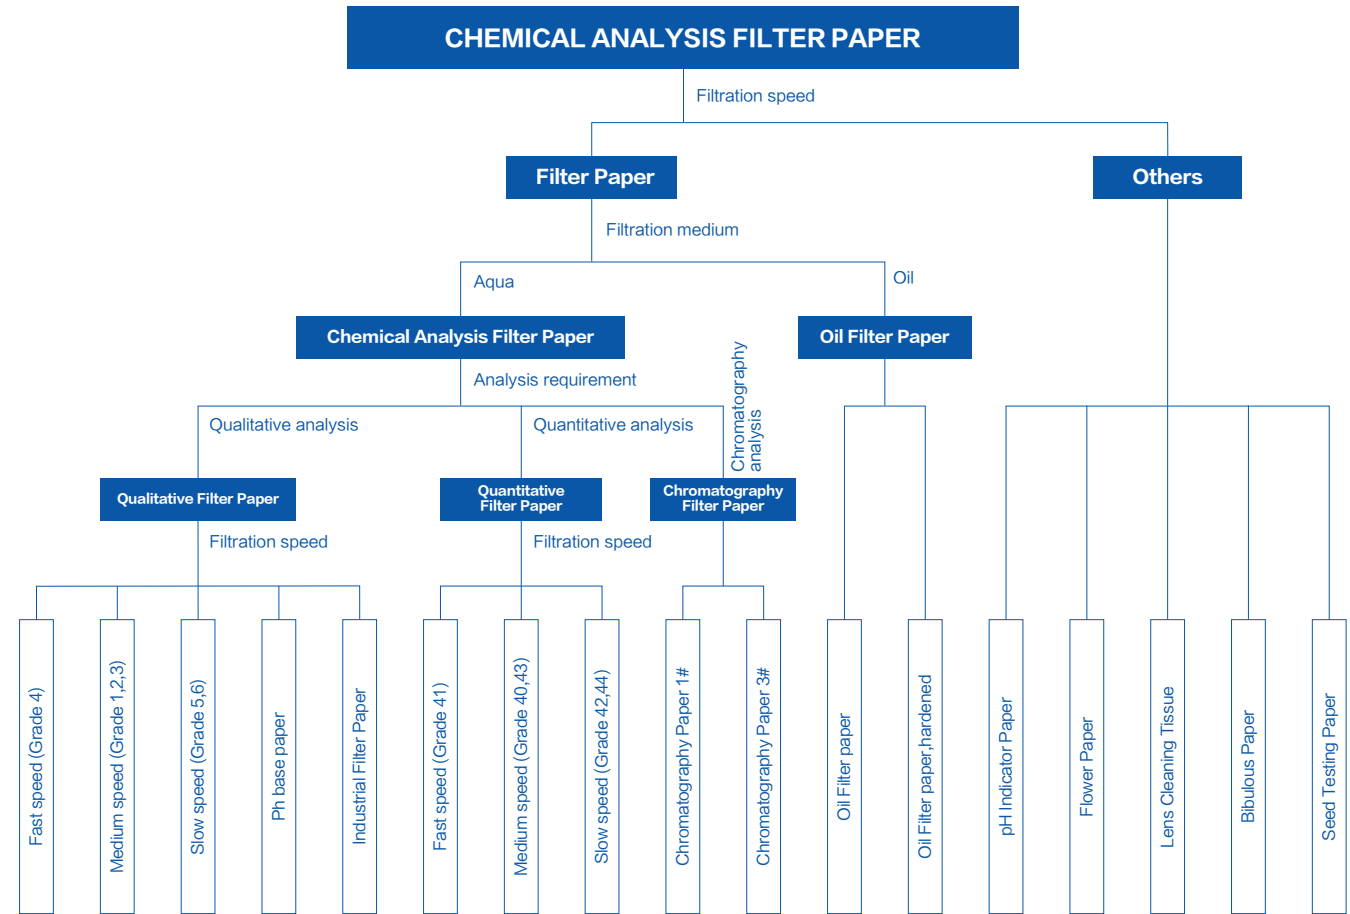 CHEMICAL ANALYSIS FILTER PAPER
Filtration speed
Filter Paper
Others
Filtration medium
Aqua
Oil
Chemical Analysis Filter Paper
Oil Filter Paper
Analysis requirement
Qualitative analysis
Quantitative analysis
Chromatography
analysis
Qualitative Filter Paper
Quantitative
Filter Paper
Chromatography
Filter Paper
Filtration speed
Filtration speed
Fast speed (Grade 4)
Medium speed (Grade 1,2,3)
Slow speed (Grade 5,6)
Ph base paper
Industrial Filter Paper
Fast speed (Grade 41)
Medium speed (Grade 40,43)
Slow speed (Grade 42,44)
Chromatography Paper 1#
Chromatography Paper 3#
Oil Filter paper
Oil Filter paper,hardened
pH Indicator Paper
Flower Paper
Lens Cleaning Tissue
Bibulous Paper
Seed Testing Paper